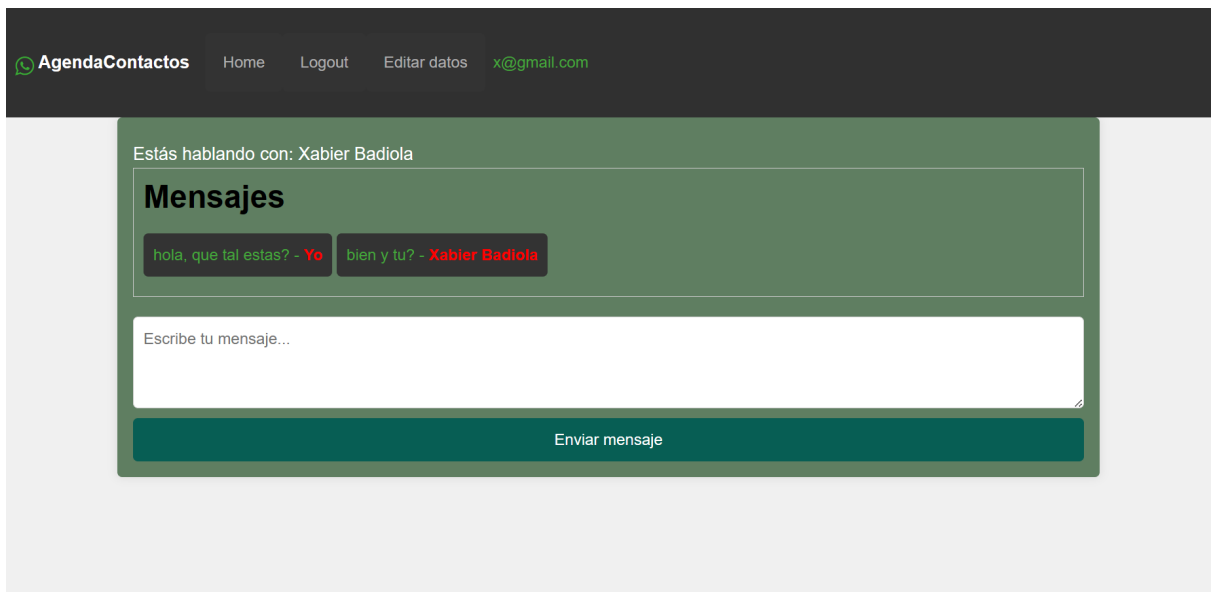 AgendaContactos Home Logout Editar datos x@gmail.com
Estás hablando con: Xabier Badiola
Mensajes
hola, que tal estas? - Yo bien y tu? - Xabier Badiola
Escribe tu mensaje...
Enviar mensaje